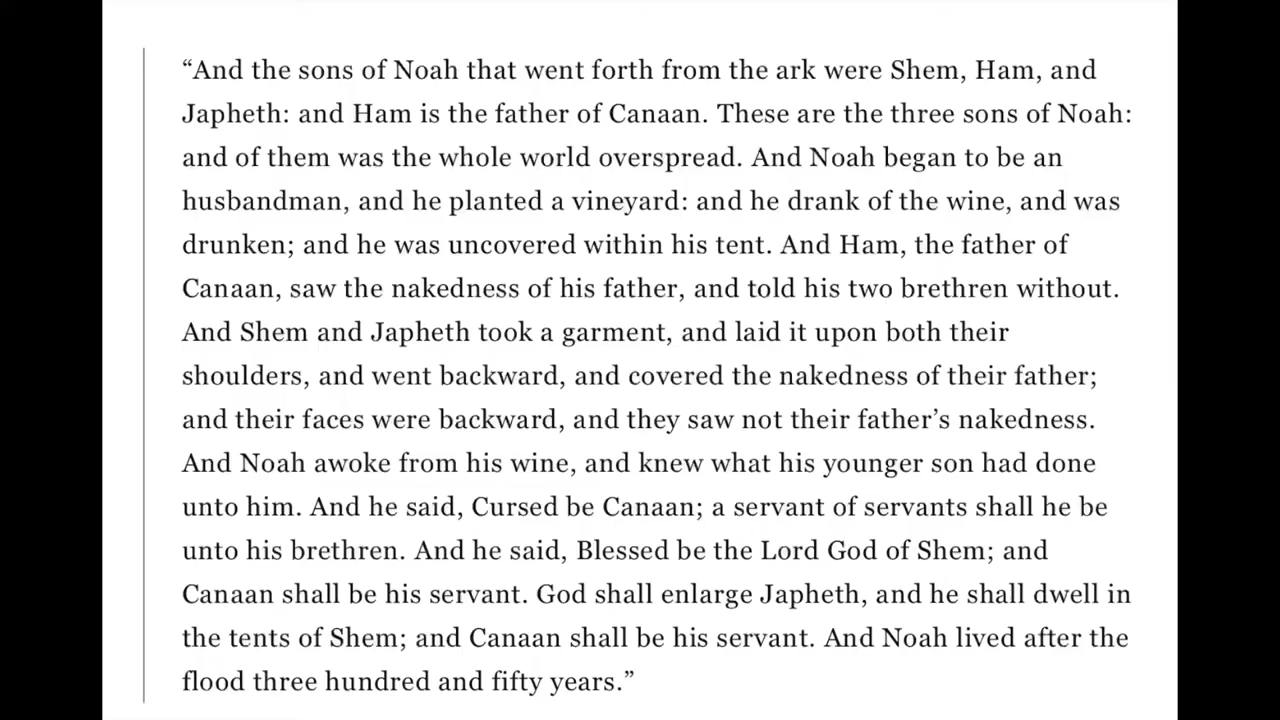 “And the sons of Noah that went forth from the ark were Shem, Ham, and
Japheth: and Ham is the father of Canaan. These are the three sons of Noah:
and of them was the whole world overspread. And Noah began to be an
husbandman, and he planted a vineyard: and he drank of the wine, and was
drunken; and he was uncovered within his tent. And Ham, the father of
Canaan, saw the nakedness of his father, and told his two brethren without.
And Shem and Japheth took a garment, and laid it upon both their
shoulders, and went backward, and covered the nakedness of their father;
and their faces were backward, and they saw not their father’s nakedness.
And Noah awoke from his wine, and knew what his younger son had done
unto him. And he said, Cursed be Canaan; a servant of servants shall he be
unto his brethren. And he said, Blessed be the Lord God of Shem; and
Canaan shall be his servant. God shall enlarge Japheth, and he shall dwell in
the tents of Shem; and Canaan shall be his servant. And Noah lived after the
flood three hundred and fifty years.”